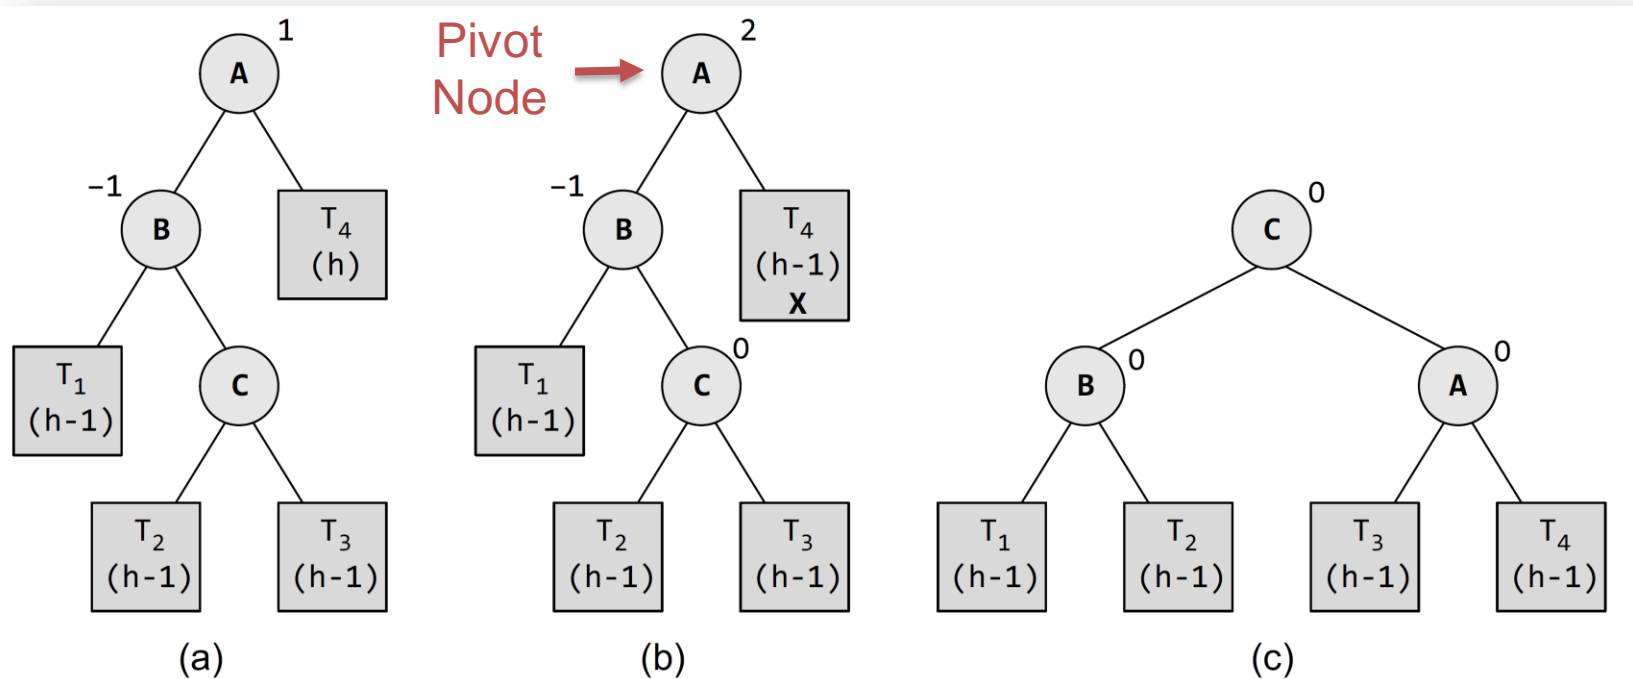 1
A
-1
B
T4
(h)
T1
(h-1)
C
T2
(h-1)
T3
(h-1)
(a)
Pivot
Node
2
A
-1
B
T4
(h-1)
X
T1
(h-1)
0
C
T2
(h-1)
T3
(h-1)
(b)
0
C
0
B
0
A
T1
(h-1)
T2
(h-1)
T3
(h-1)
T4
(h-1)
(c)